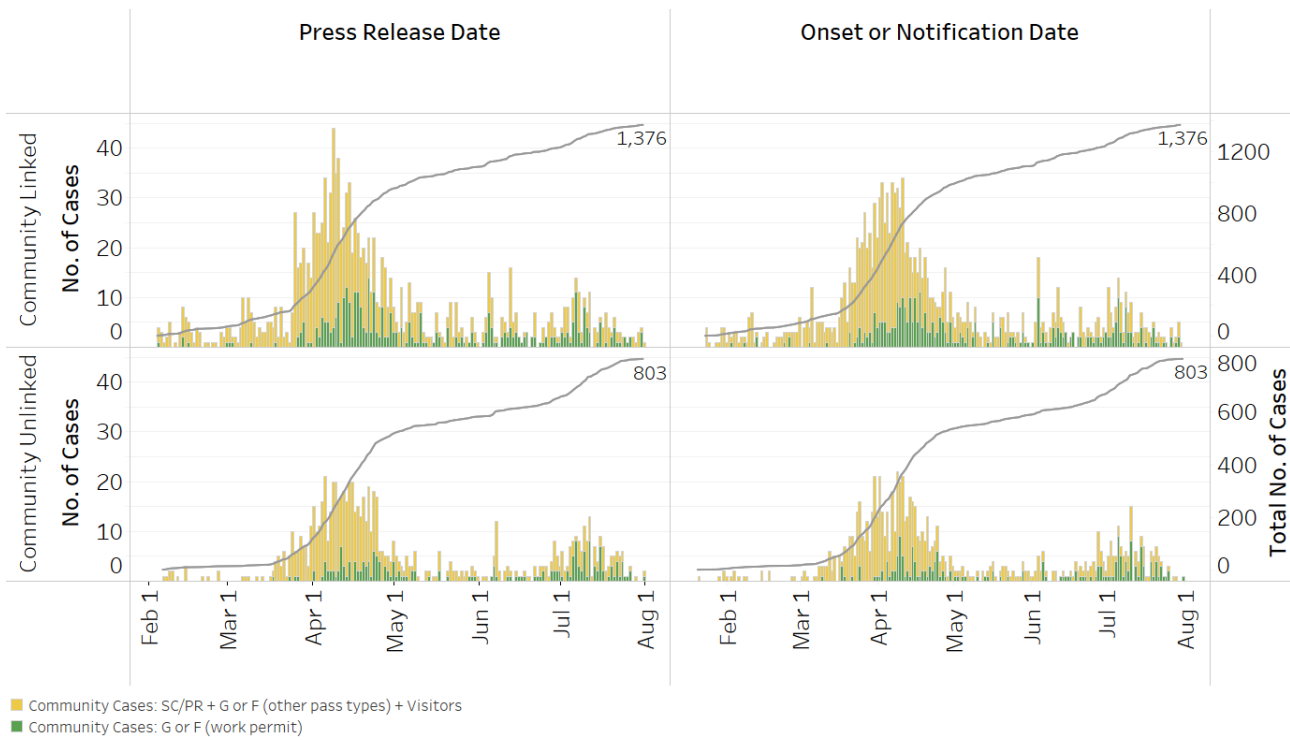 Press Release Date
Onset or Notification Date
Community Linked
No. of Cases
40
30
20
10
0
1,376
1,376
1200
800
400
0
Community Unlinked
No. of Cases
40
30
20
10
0
803
803
800
600
400
200
0
Total No. of Cases
Feb 1
Mar 1
Apr 1
May 1
Jun 1
Jul 1
Aug 1
Feb 1
Mar 1
Apr 1
May 1
Jun 1
Jul 1
Aug 1
Community Cases: SC/PR + G or F (other pass types) + Visitors
Community Cases: G or F (work permit)